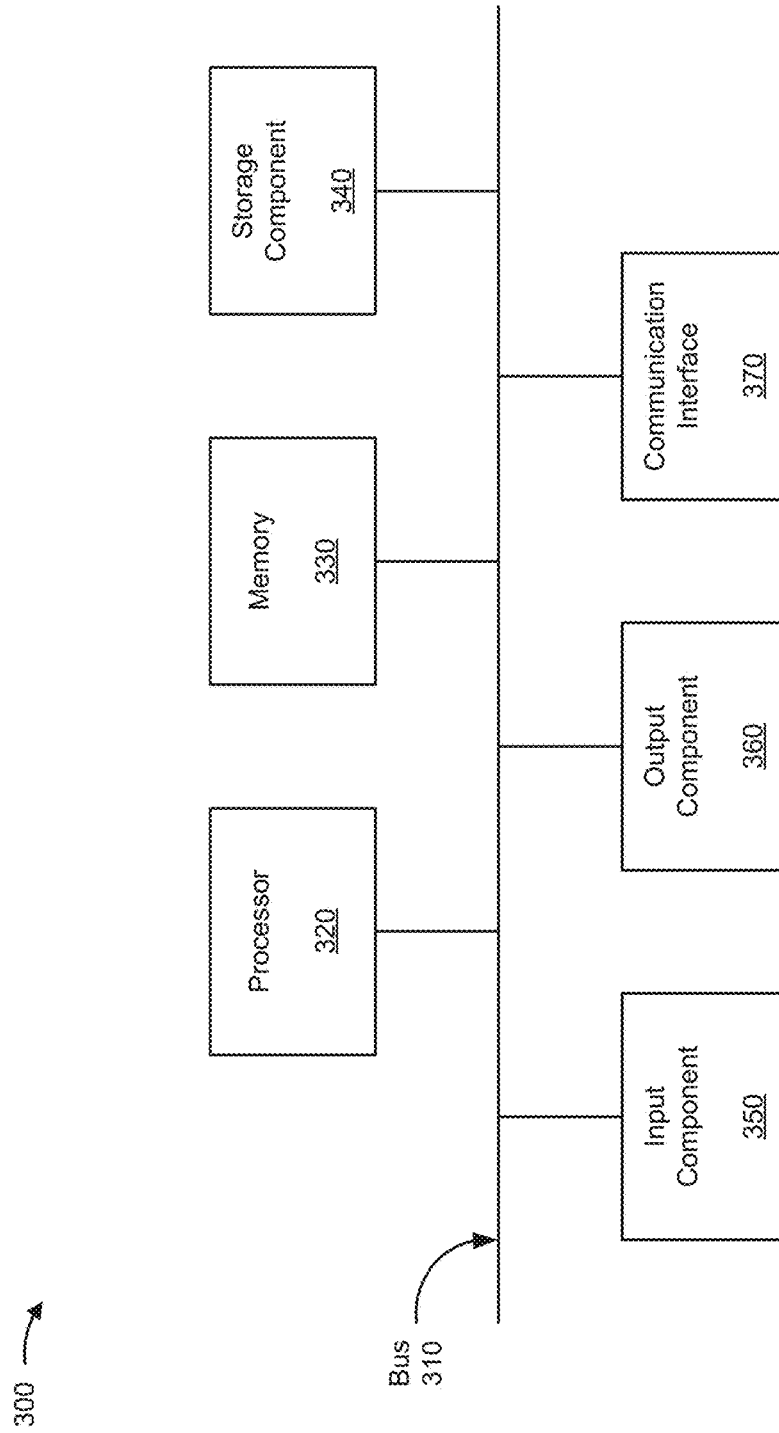 300
Processor
320
Memory
330
Storage
Component
340
Bus
310
Input
Component
350
Output
Component
360
Communication
Interface
370